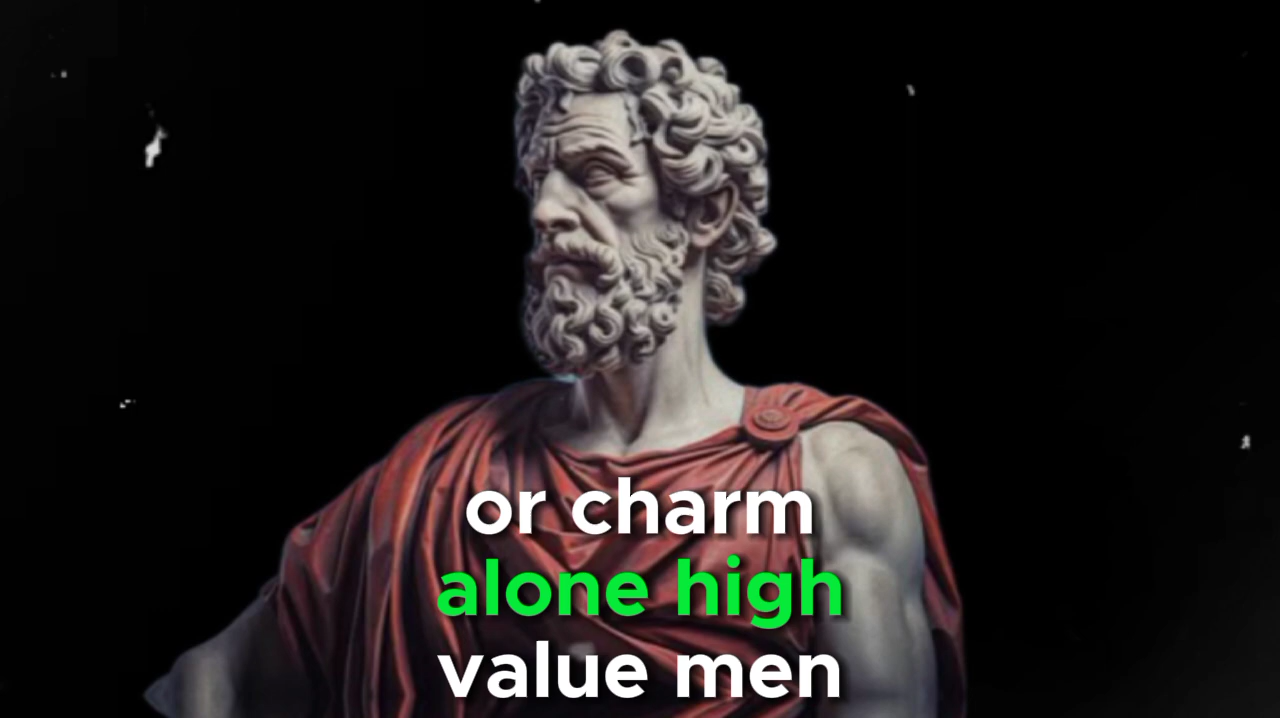 or charm
alone high
value men